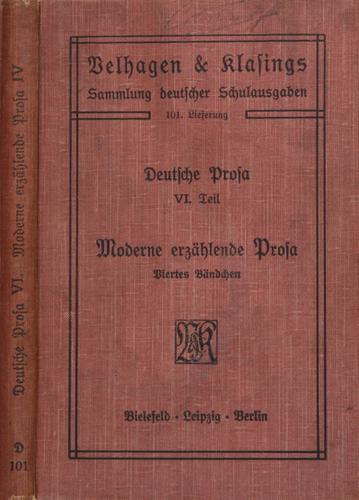 Velhagen & Klasings
Sammlung deutscher Schulausgaben
101. Lieferung
Deutsche Prosa
VI. Teil
Moderne erzählende Prosa
Viertes Bändchen
V&K
Bielefeld • Leipzig • Berlin
Deutsche Prosa VI. Moderne erzählende Prosa IV
D
101